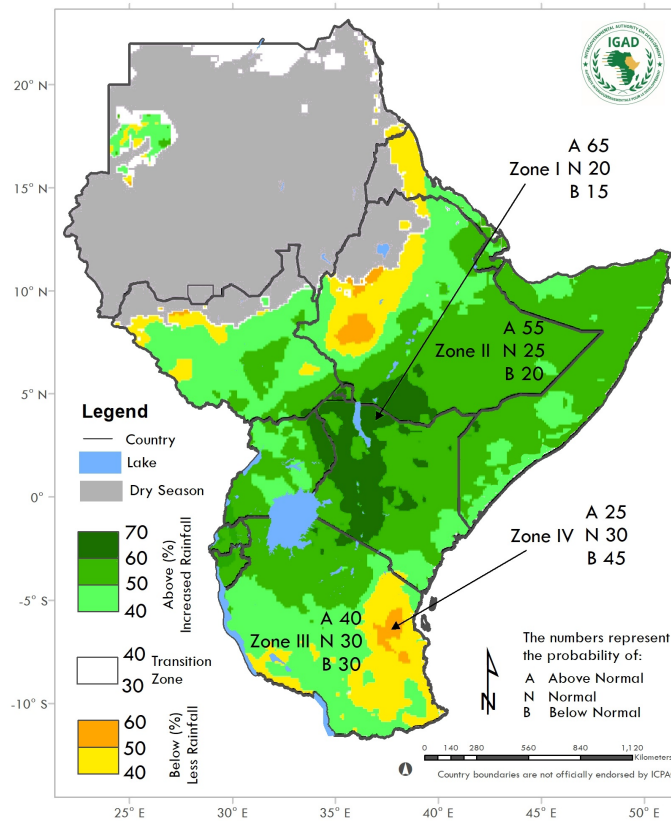 IGAD
20° N
15° N
10° N
5° N
0°
-5° S
-10° S
A 65
Zone I N 20
B 15
A 55
Zone II N 25
B 20
A 25
Zone IV N 30
B 45
A 40
Zone III N 30
B 30
Legend
Country
Lake
Dry Season
70
60
50
40
Above (%)
Increased Rainfall
40
30
Transition
Zone
60
50
40
Below (%)
Less Rainfall
The numbers represent
the probability of:
A Above Normal
N Normal
B Below Normal
N
0 140 280 560 840 1,120
Kilometers
Country boundaries are not officially endorsed by ICPA
25° E 30° E 35° E 40° E 45° E 50° E